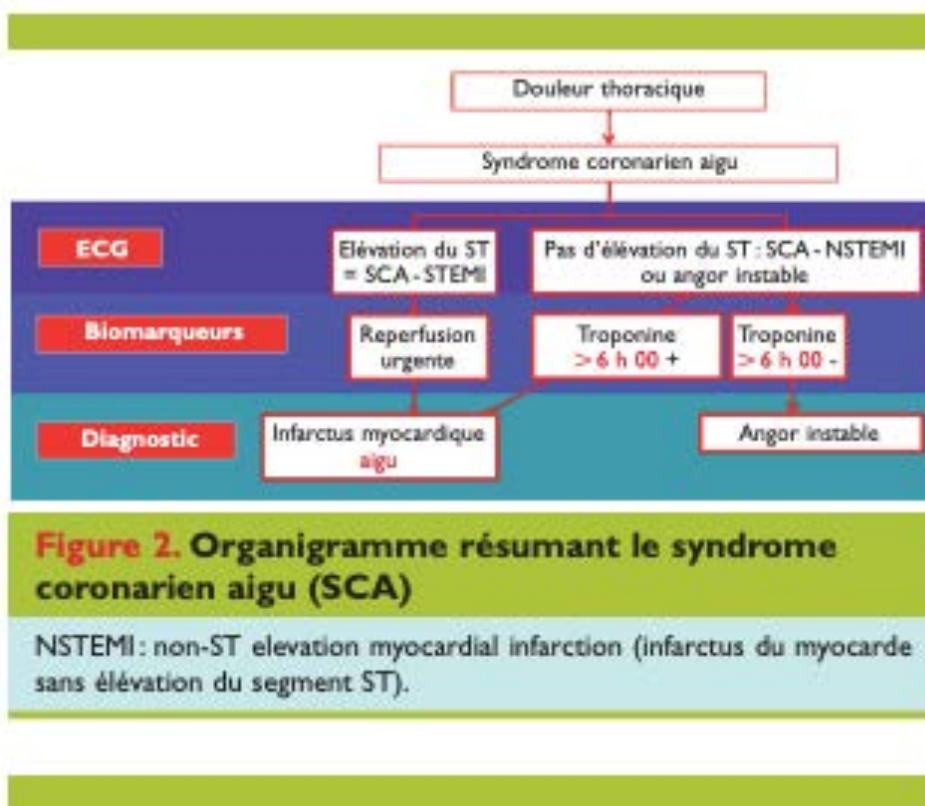 Douleur thoracique
Syndrome coronarien aigu
ECG
Elévation du ST
= SCA-STEMI
Pas d'élévation du ST : SCA-NSTEMI
ou angor instable
Biomarqueurs
Reperfusion
urgente
Troponine
> 6 h 00 +
Troponine
> 6 h 00 -
Diagnostic
Infarctus myocardique
aigu
Angor instable
Figure 2. Organigramme résumant le syndrome
coronarien aigu (SCA)
NSTEMI : non-ST elevation myocardial infarction (infarctus du myocarde
sans élévation du segment ST).